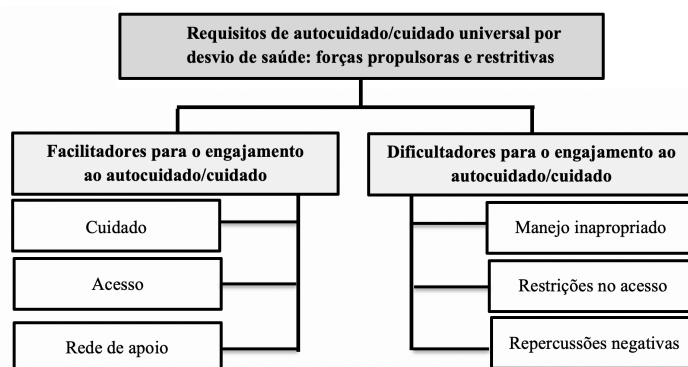 Requisitos de autocuidado/cuidado universal por
desvio de saúde: forças propulsoras e restritivas
Facilitadores para o engajamento
ao autocuidado/cuidado
Dificultadores para o engajamento ao
autocuidado/cuidado
Cuidado
Acesso
Rede de apoio
Manejo inapropriado
Restrições no acesso
Repercussões negativas